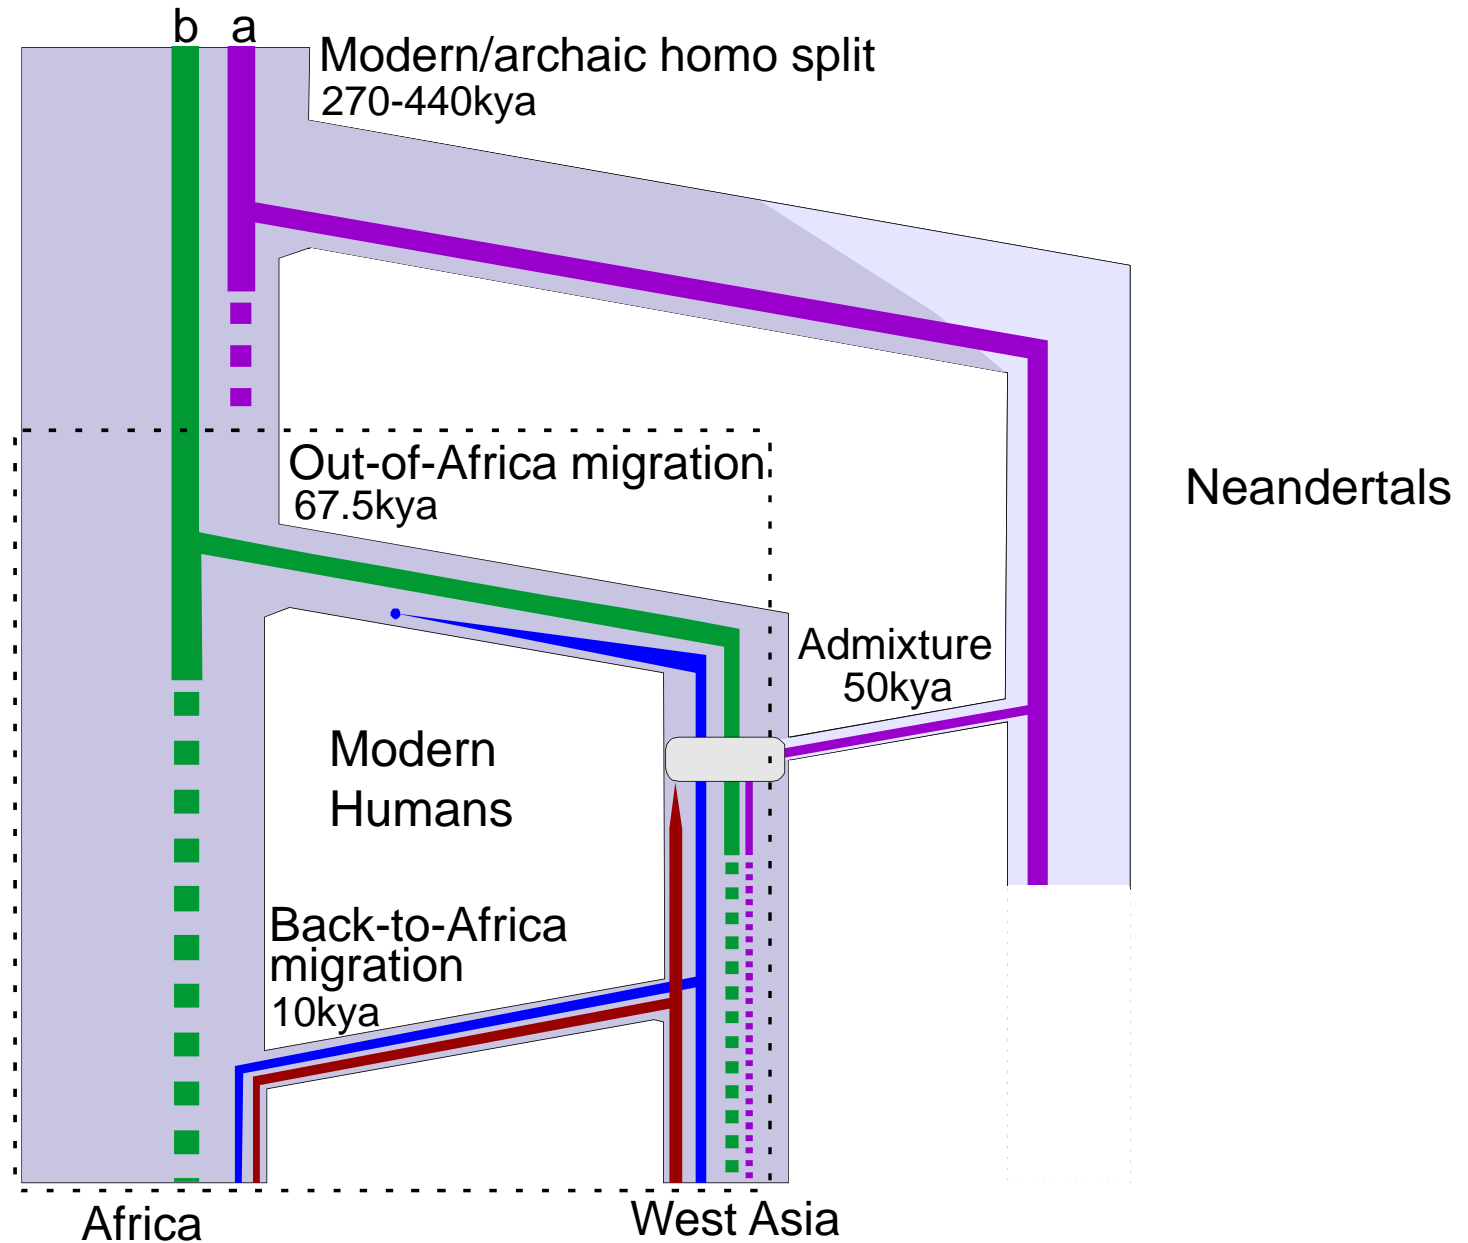 b a
Modern/archaic homo split
270-440kya
Out-of-Africa migration
67.5kya
Neandertals
Admixture
50kya
Modern
Humans
Back-to-Africa
migration
10kya
Africa
West Asia